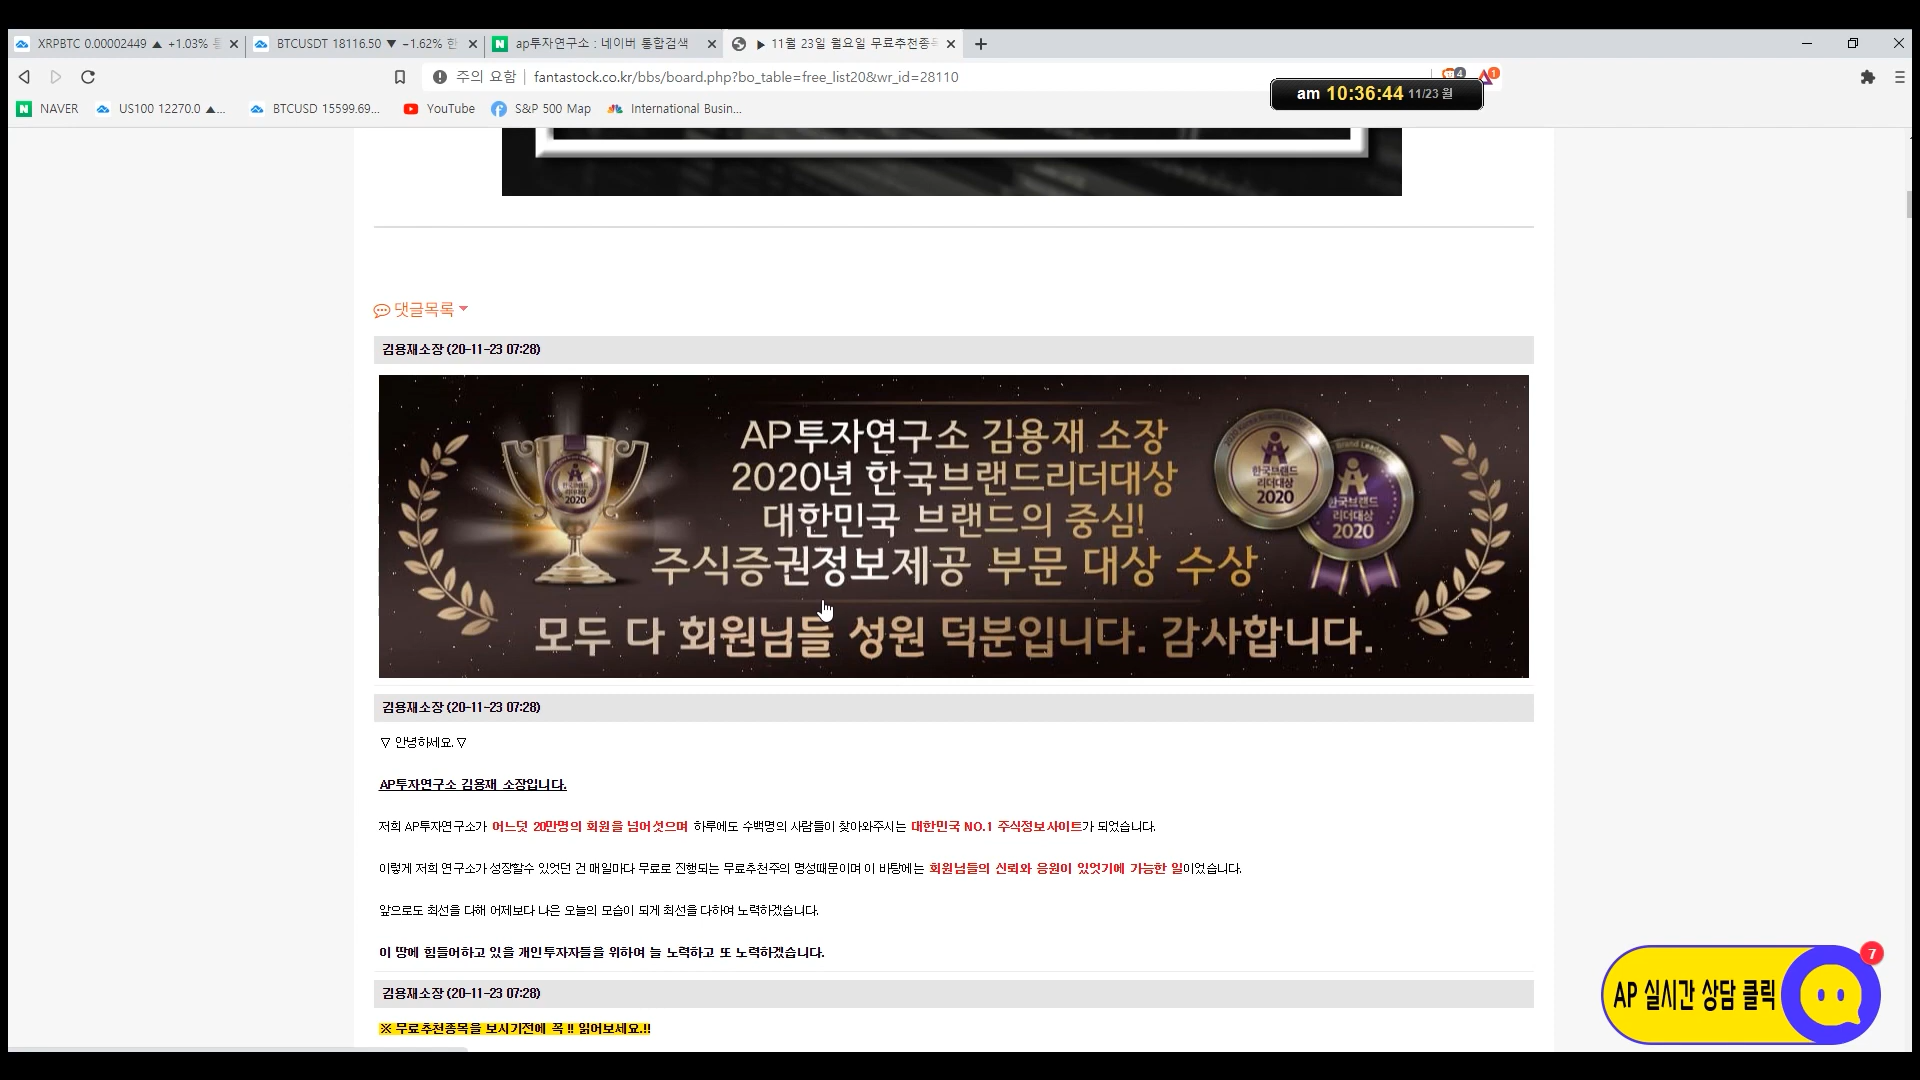 XRPBTC 0.00002449 ▲ +1.03%
BTCUSDT 18116.50 ▼ −1.62%
ap투자연구소 : 네이버 통합검색
▶ 11월 23일 월요일 무료추천종
주의 요함
fantastock.co.kr/bbs/board.php?bo_table=free_list20&wr_id=28110
4
1
am 10:36:44 11/23 월
NAVER
US100 12270.0 ▲...
BTCUSD 15599.69...
YouTube
S&P 500 Map
International Busin...
댓글목록
김용재소장 (20-11-23 07:28)
AP투자연구소 김용재 소장
2020년 한국브랜드리더대상
대한민국 브랜드의 중심!
주식증권정보제공 부문 대상 수상
모두 다 회원님들 성원 덕분입니다. 감사합니다.
한국브랜드
리더대상
2020
한국브랜드
리더대상
2020
한국브랜드
리더대상
2020
김용재소장 (20-11-23 07:28)
▽ 안녕하세요. ▽
AP투자연구소 김용재 소장입니다.
저희 AP투자연구소가 어느덧 20만명의 회원을 넘어섯으며 하루에도 수백명의 사람들이 찾아와주시는 대한민국 NO.1 주식정보사이트가 되었습니다.
이렇게 저희 연구소가 성장할수 있엇던 건 매일마다 무료로 진행되는 무료추천주의 명성때문이며 이 바탕에는 회원님들의 신뢰와 응원이 있엇기에 가능한 일이었습니다.
앞으로도 최선을 다해 어제보다 나은 오늘의 모습이 되게 최선을 다하여 노력하겠습니다.
이 땅에 힘들어하고 있을 개인투자자들을 위하여 늘 노력하고 또 노력하겠습니다.
김용재소장 (20-11-23 07:28)
※ 무료추천종목을 보시기전에 꼭 !! 읽어보세요.!!
AP 실시간 상담 클릭
7